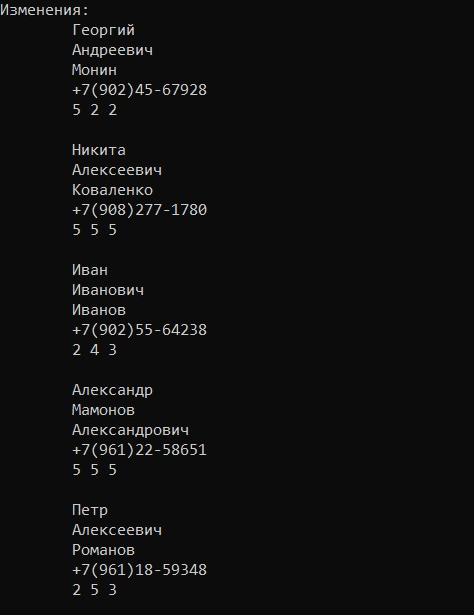 Изменения:
Георгий
Андреевич
Монин
+7(902)45-67928
5 2 2
Никита
Алексеевич
Коваленко
+7(908)277-1780
5 5 5
Иван
Иванович
Иванов
+7(902)55-64238
2 4 3
Александр
Мамонов
Александрович
+7(961)22-58651
5 5 5
Петр
Алексеевич
Романов
+7(961)18-59348
2 5 3